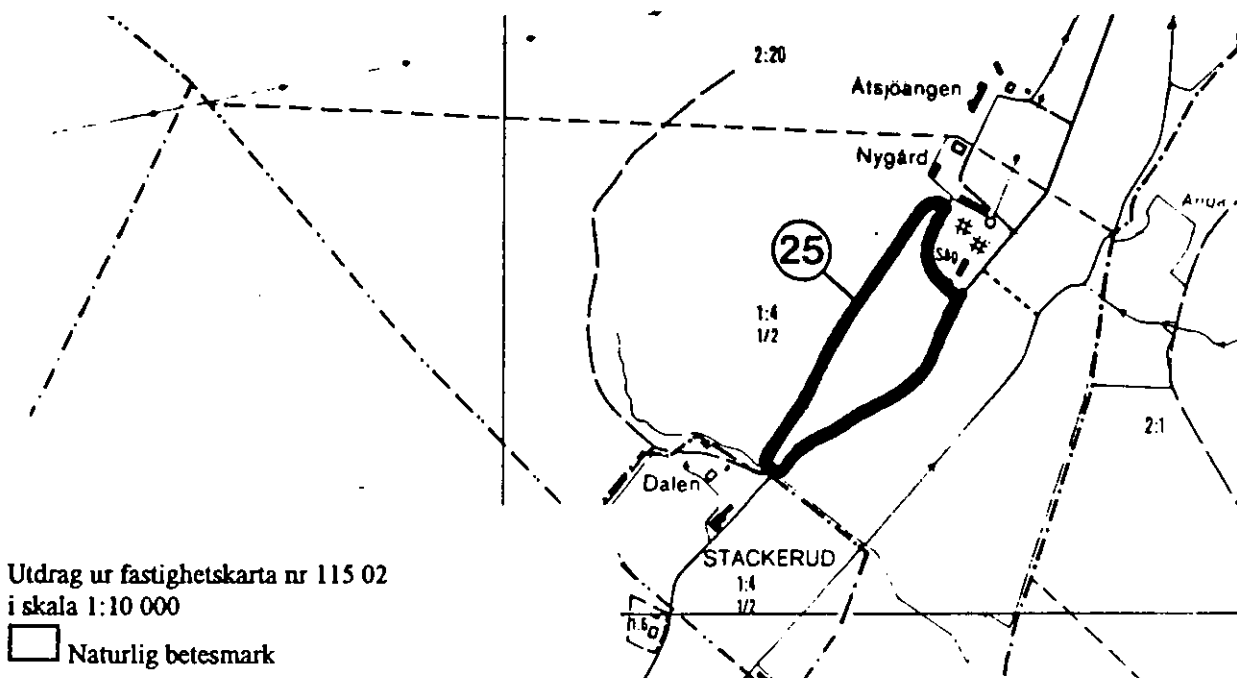 2:20
Åtsjöängen
Nygård
25
1:4
1/2
2:1
Dalen
STACKERUD
1:4
1/2
Utdrag ur fastighetskarta nr 115 02
i skala 1:10 000
Naturlig betesmark